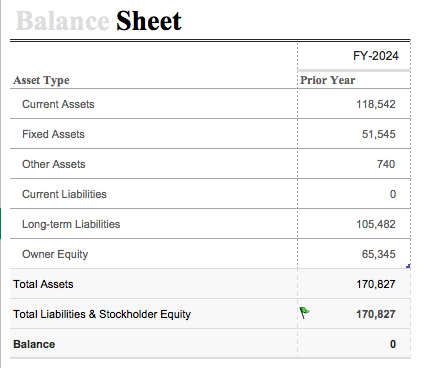 Balance Sheet
FY-2024
Asset Type Prior Year
Current Assets 118,542
Fixed Assets 51,545
Other Assets 740
Current Liabilities 0
Long-term Liabilities 105,482
Owner Equity 65,345
Total Assets 170,827
Total Liabilities & Stockholder Equity 170,827
Balance 0